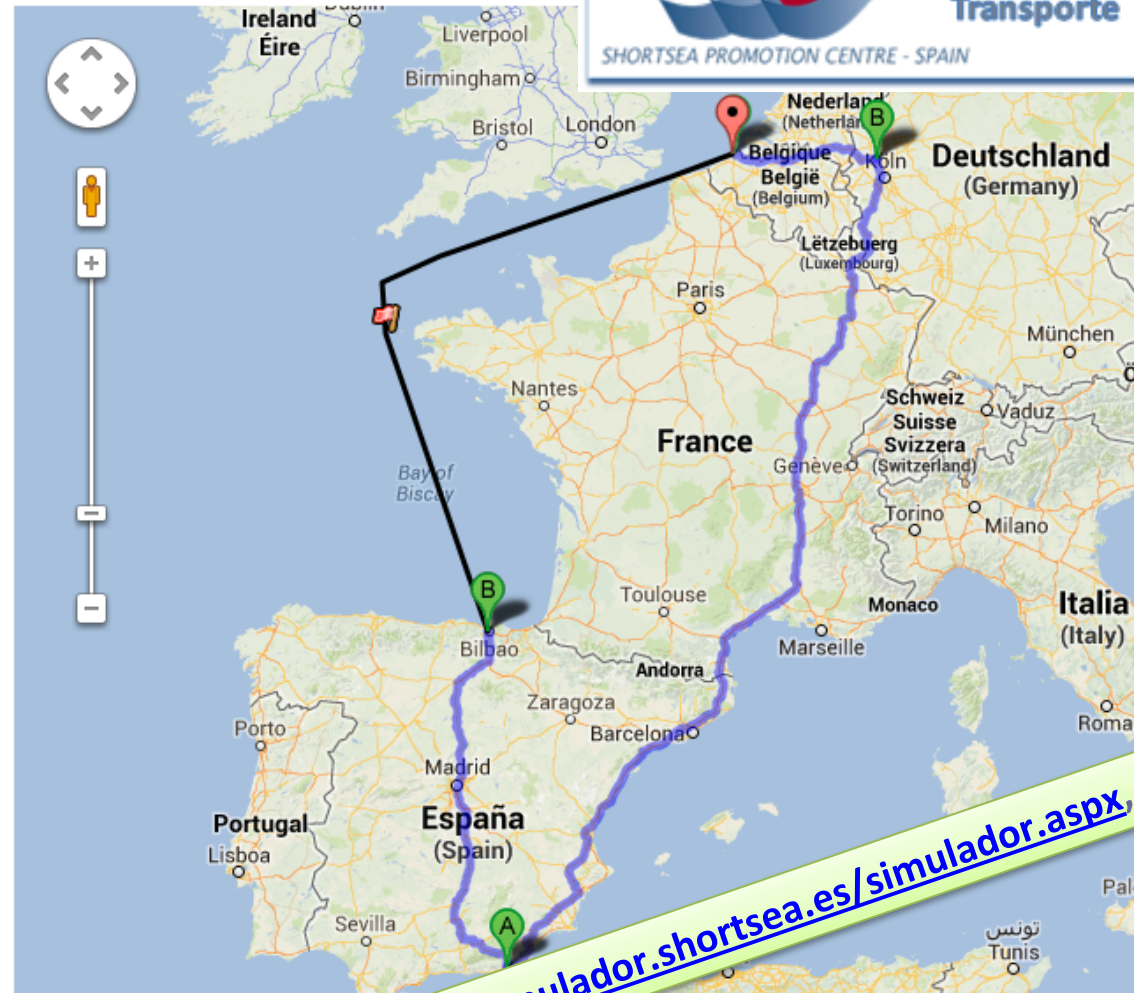 Ireland
Éire
Dublin
Liverpool
Birmingham
Bristol
London
Transporte
SHORTSEA PROMOTION CENTRE - SPAIN
Nederland
(Netherlan
B
Belgique
België
(Belgium)
Köln
Deutschland
(Germany)
Lëtzebuerg
(Luxembourg)
Paris
München
Nantes
Schweiz
Suisse
Svizzera
(Switzerland)
Vaduz
France
Genève
Bay of
Biscay
Torino
Milano
B
Toulouse
Monaco
Italia
(Italy)
Bilbao
Marseille
Andorra
Zaragoza
Barcelona
Roma
Porto
Madrid
España
(Spain)
Portugal
Lisboa
Sevilla
A
ulador.shortsea.es/simulador.aspx,
Pal
تونس
Tunis